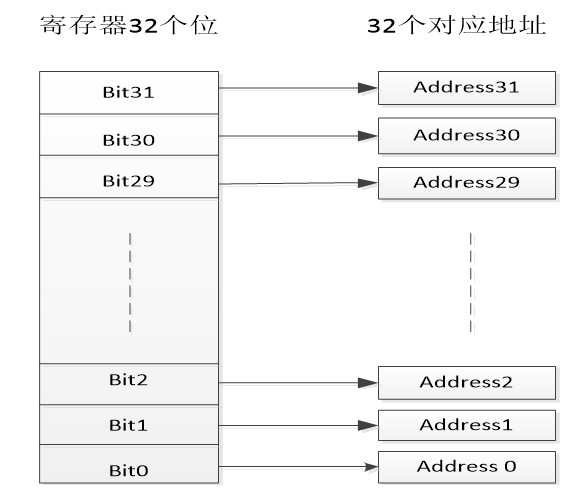 寄存器32个位
32个对应地址
Bit31
Address31
Bit30
Address30
Bit29
Address29
Bit2
Address2
Bit1
Address1
Bit0
Address 0